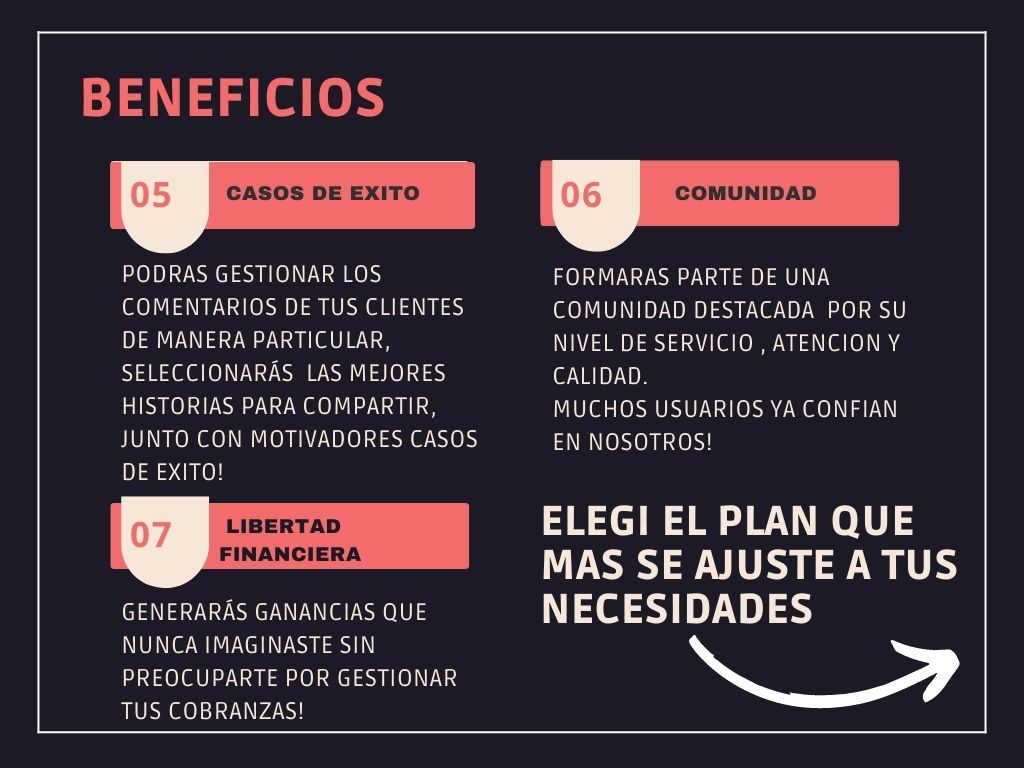 BENEFICIOS
05
CASOS DE EXITO
PODRAS GESTIONAR LOS
COMENTARIOS DE TUS CLIENTES
DE MANERA PARTICULAR,
SELECCIONARÁS  LAS MEJORES
HISTORIAS PARA COMPARTIR,
JUNTO CON MOTIVADORES CASOS
DE EXITO!
06
COMUNIDAD
FORMARAS PARTE DE UNA
COMUNIDAD DESTACADA  POR SU
NIVEL DE SERVICIO , ATENCION Y
CALIDAD.
MUCHOS USUARIOS YA CONFIAN
EN NOSOTROS!
07
LIBERTAD
FINANCIERA
GENERARÁS GANANCIAS QUE
NUNCA IMAGINASTE SIN
PREOCUPARTE POR GESTIONAR
TUS COBRANZAS!
ELEGI EL PLAN QUE
MAS SE AJUSTE A TUS
NECESIDADES